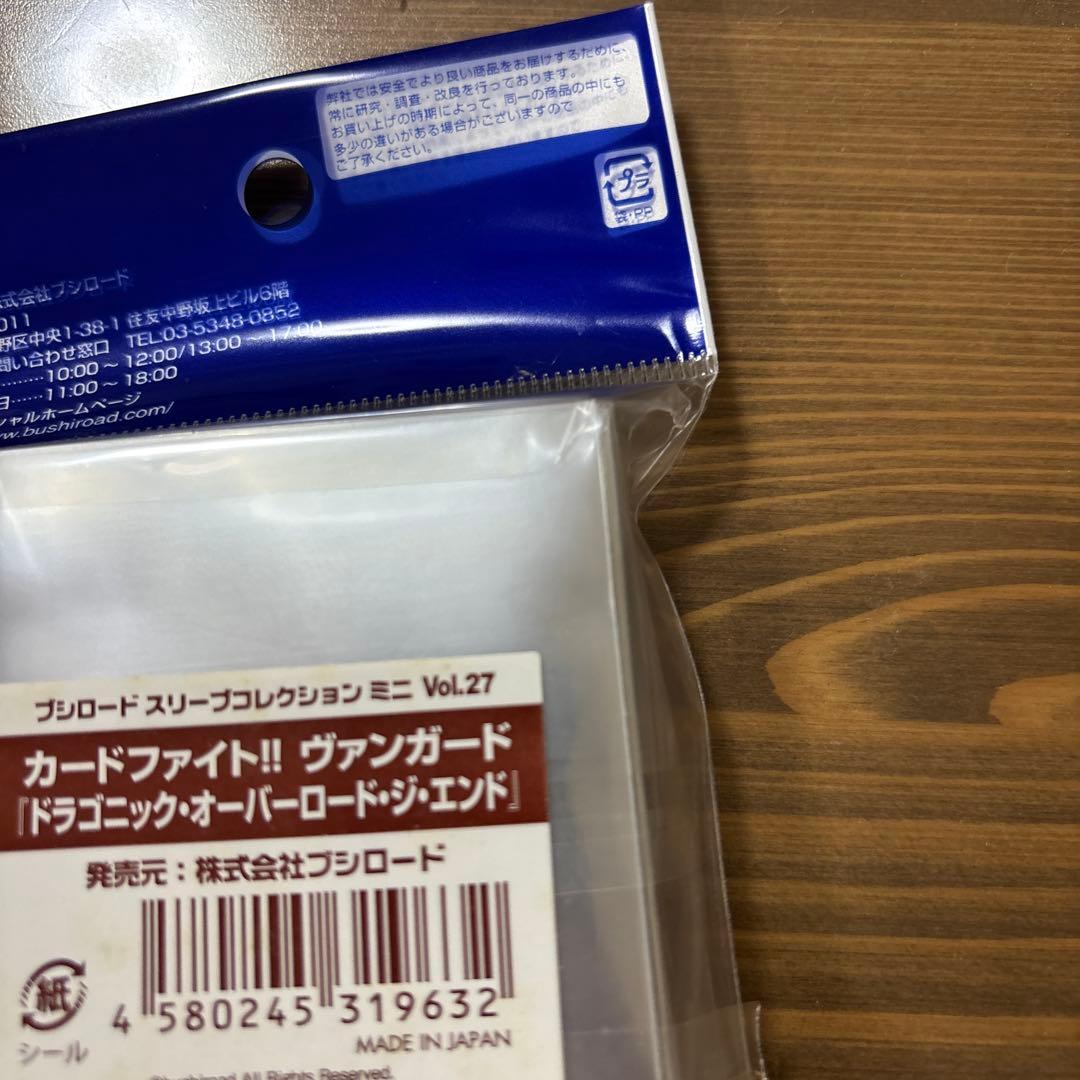 弊社では安全でより良い商品をお届けするために、
常に研究・調査・改良を行っております。
お買い上げの時期によって、同一の商品の中にも
多少の違いがある場合がございますので
ご了承ください。
プラ
袋:PP
式会社ブシロード
011
野区中央1-38-1 住友中野坂上ビル6階
問い合わせ窓口 TEL:03-5348-0852
………10:00～12:00/13:00～17:00
日……11:00～18:00
シャルホームページ
www.bushiroad.com/
ブシロード スリーブコレクション ミニ Vol.27
カードファイト!! ヴァンガード
『ドラゴニック・オーバーロード・ジ・エンド』
発売元：株式会社ブシロード
4 580245 319632
紙
シール
MADE IN JAPAN
©bushiroad All Rights Reserved.